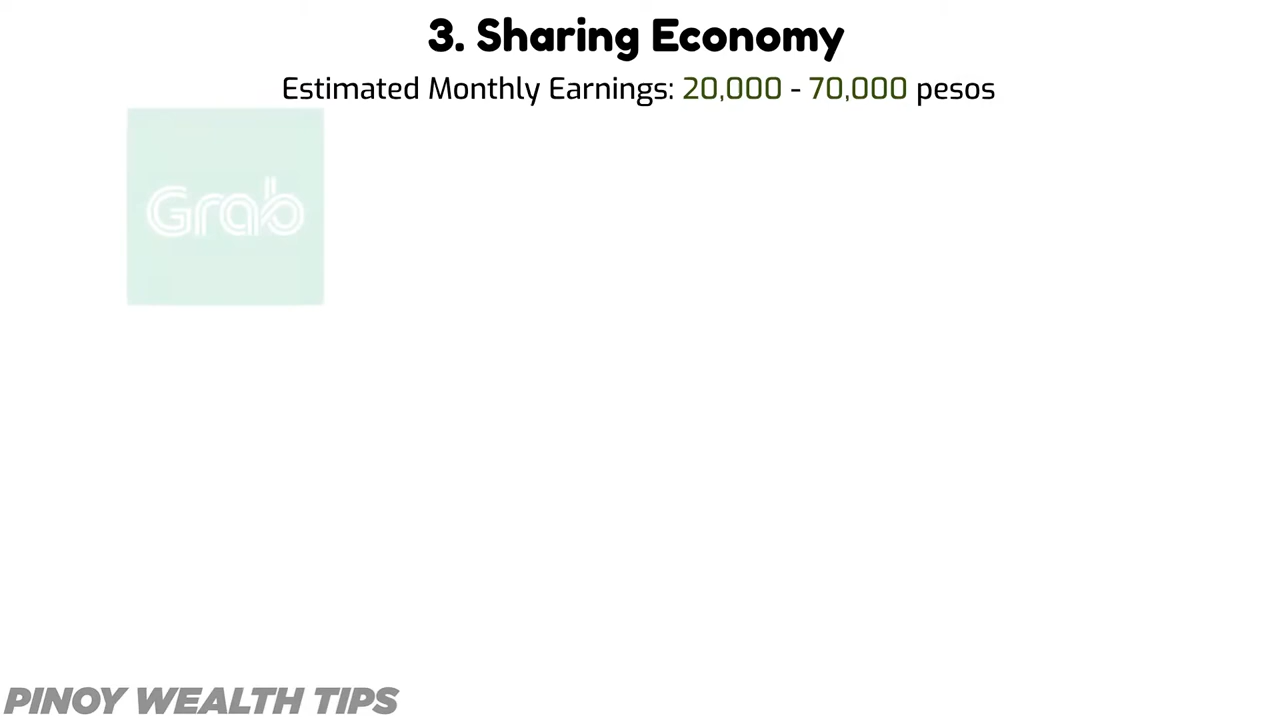 3. Sharing Economy
Estimated Monthly Earnings: 20,000 - 70,000 pesos
Grab
PINOY WEALTH TIPS